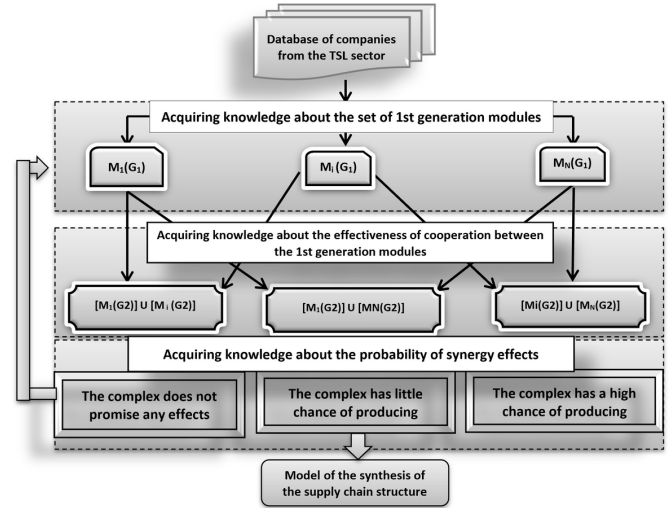 Database of companies
from the TSL sector
Acquiring knowledge about the set of 1st generation modules
M₁(G₁)
Mᵢ(G₁)
M_N(G₁)
Acquiring knowledge about the effectiveness of cooperation between
the 1st generation modules
[M₁(G2)] U [M ᵢ (G2)]
[M₁(G2)] U [MN(G2)]
[Mi(G2)] U [M_N(G2)]
Acquiring knowledge about the probability of synergy effects
The complex does not
promise any effects
The complex has little
chance of producing
The complex has a high
chance of producing
Model of the synthesis of
the supply chain structure